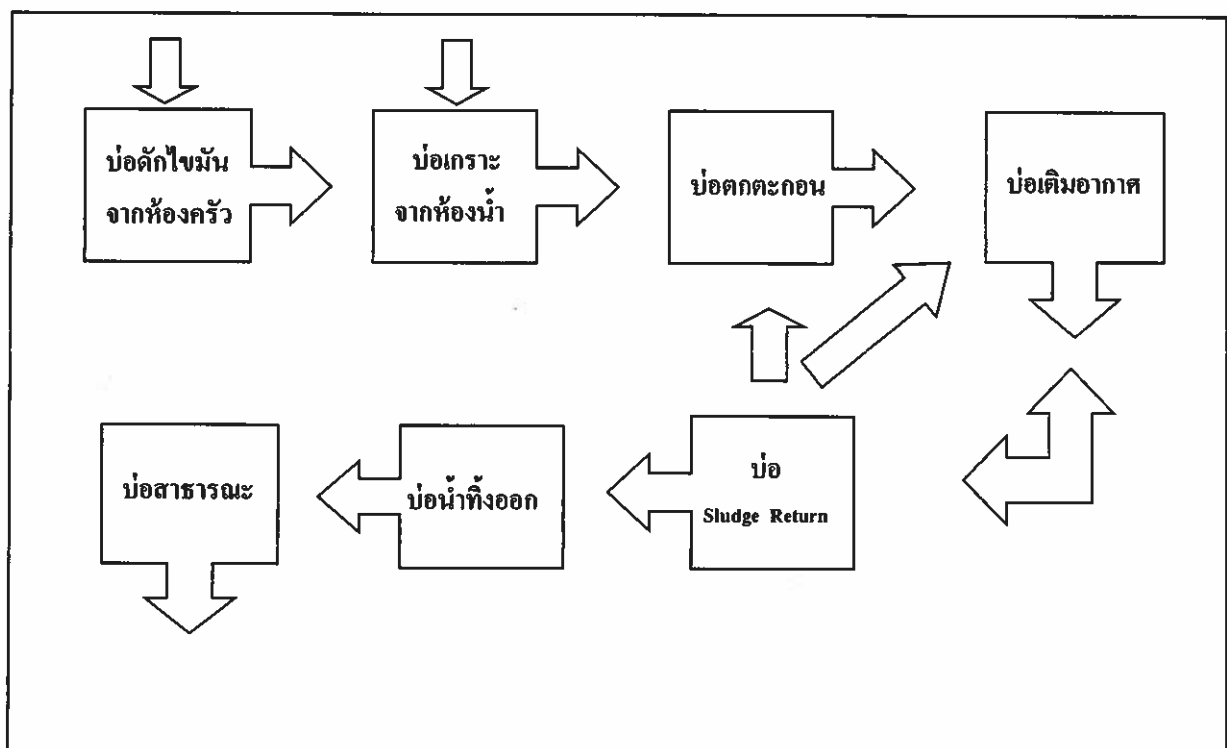 บ่อดักไขมัน
จากห้องครัว
บ่อเกราะ
จากห้องน้ำ
บ่อตกตะกอน
บ่อเติมอากาศ
บ่อสาธารณะ
บ่อน้ำทิ้งออก
บ่อ
Sludge Return